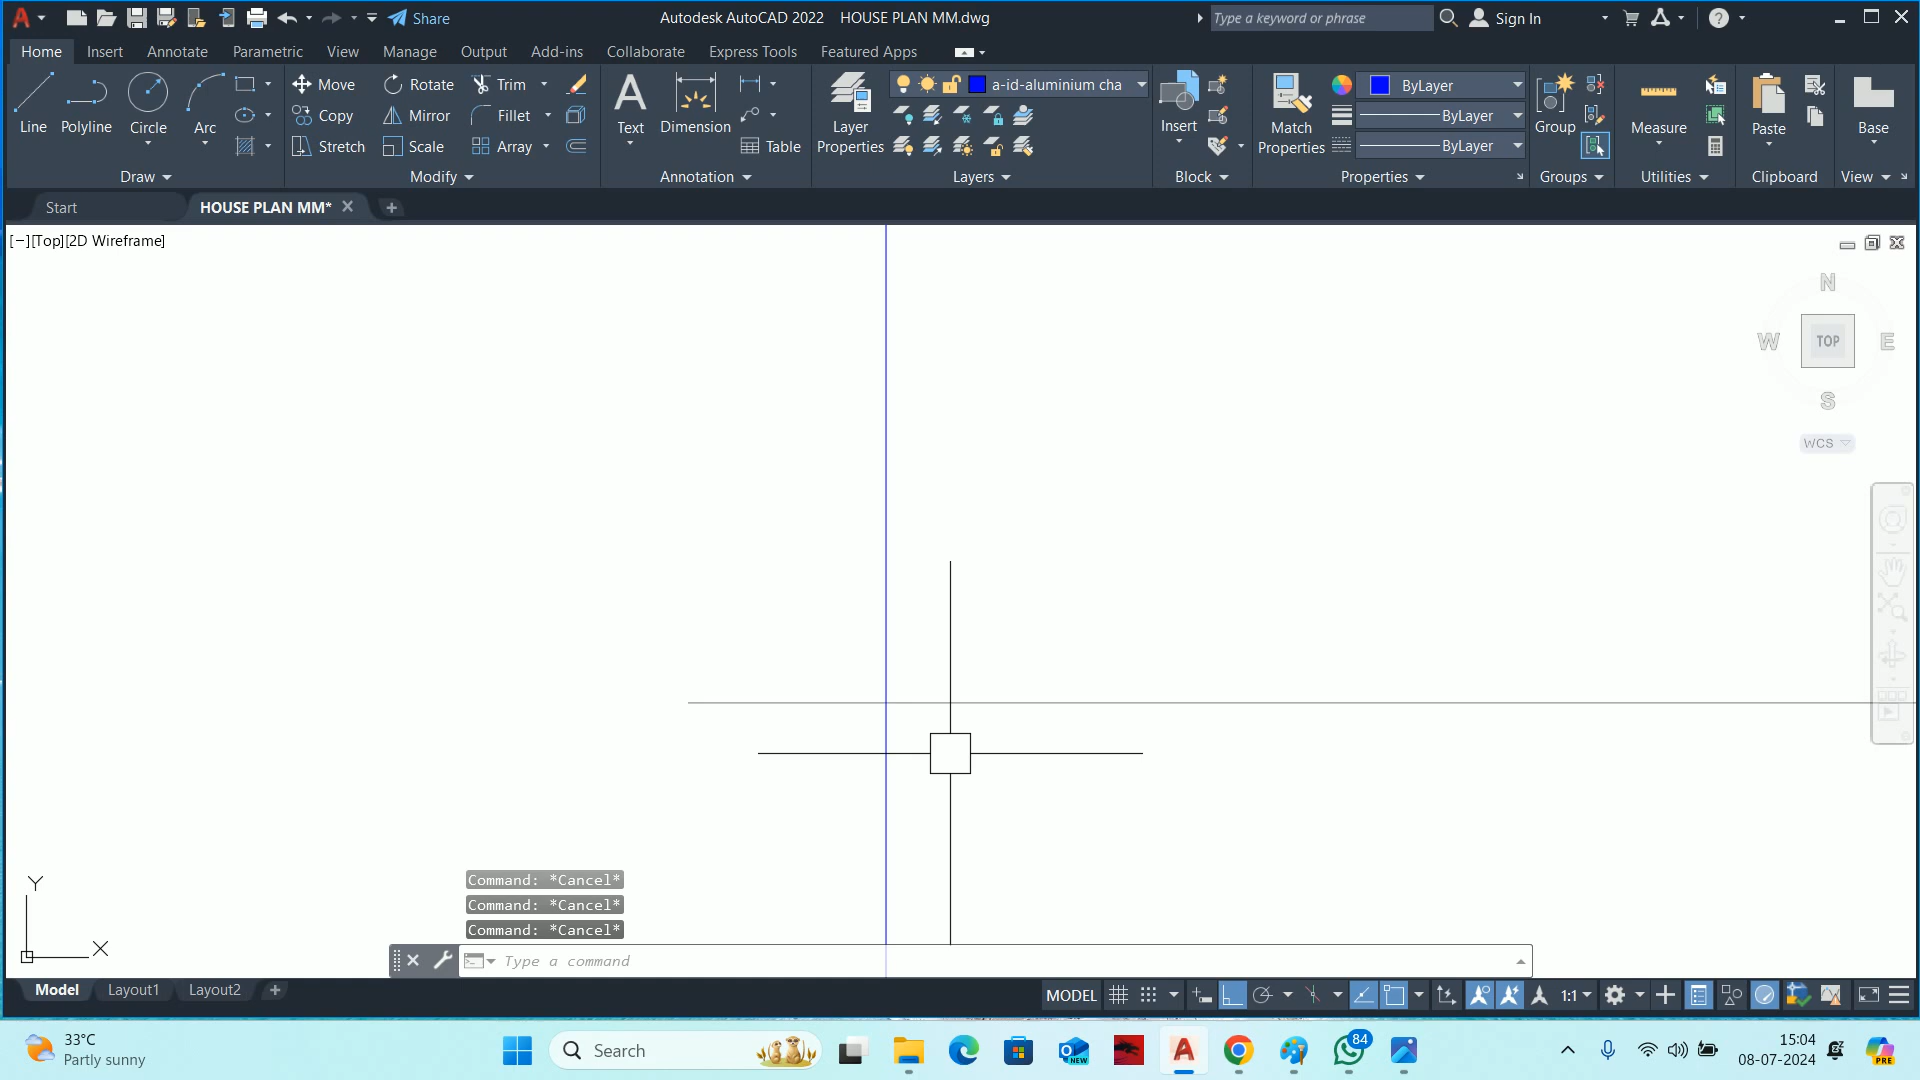 Share
Autodesk AutoCAD 2022 HOUSE PLAN MM.dwg
Type a keyword or phrase
Sign In
Home Insert Annotate Parametric View Manage Output Add-ins Collaborate Express Tools Featured Apps
Line Polyline Circle Arc
Move Rotate Trim
Copy Mirror Fillet
Stretch Scale Array
Text Dimension Table
Layer Properties
a-id-aluminium cha
Insert
Match Properties
ByLayer
ByLayer
ByLayer
Group
Measure
Paste
Base
Draw Modify Annotation Layers Block Properties Groups Utilities Clipboard View
Start HOUSE PLAN MM*
[−][Top][2D Wireframe]
N
W TOP E
S
WCS
Y
X
Command: *Cancel*
Command: *Cancel*
Command: *Cancel*
Type a command
Model Layout1 Layout2
MODEL 1:1
33°C
Partly sunny
Search
NEW
84
15:04
08-07-2024
PRE